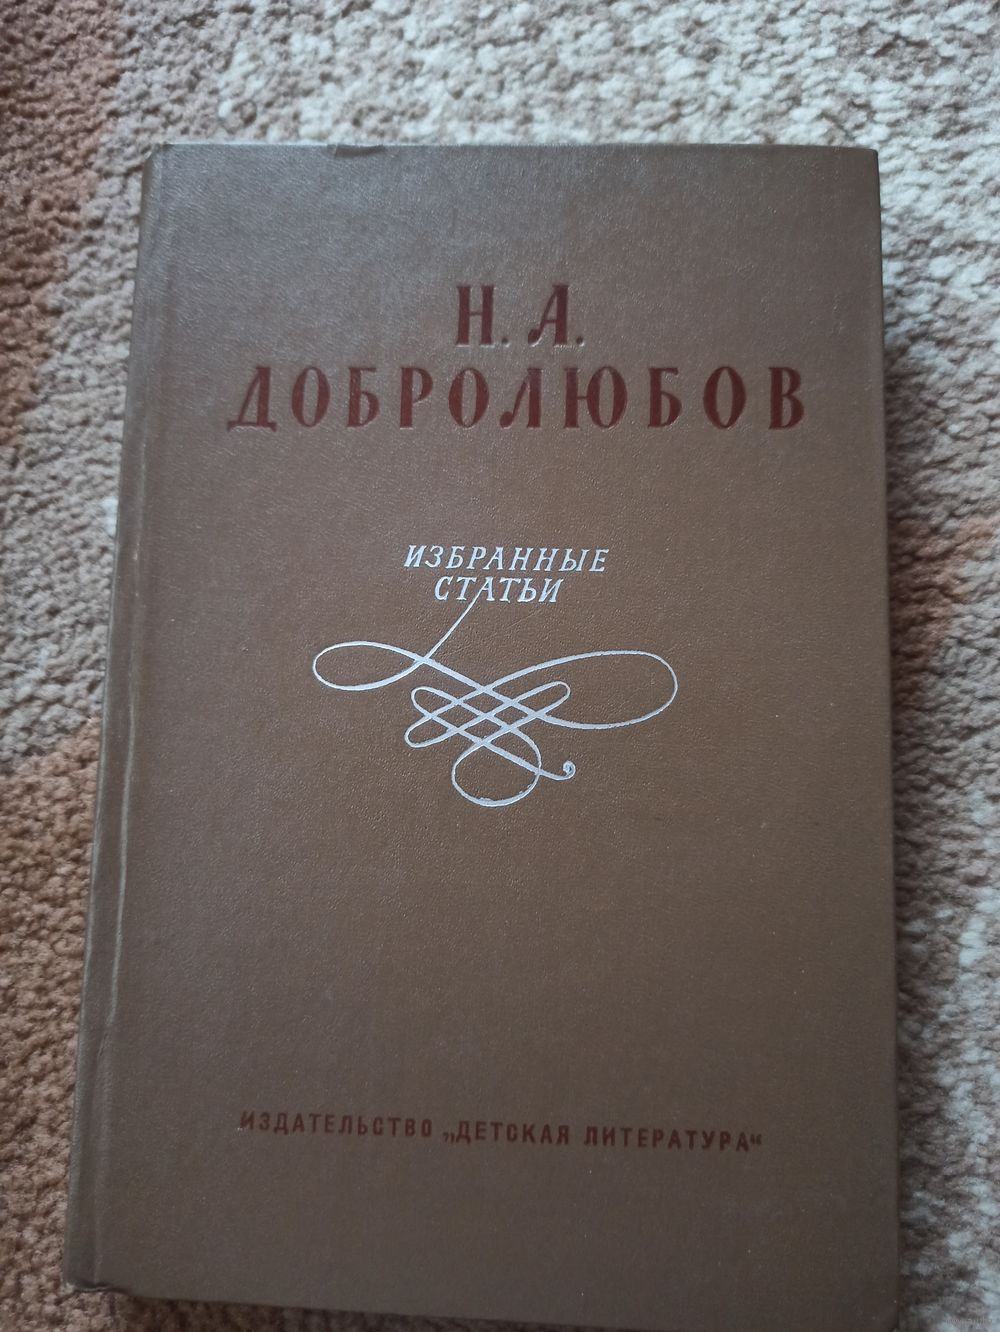 Н. А.
ДОБРОЛЮБОВ
ИЗБРАННЫЕ
СТАТЬИ
ИЗДАТЕЛЬСТВО „ДЕТСКАЯ ЛИТЕРАТУРА“